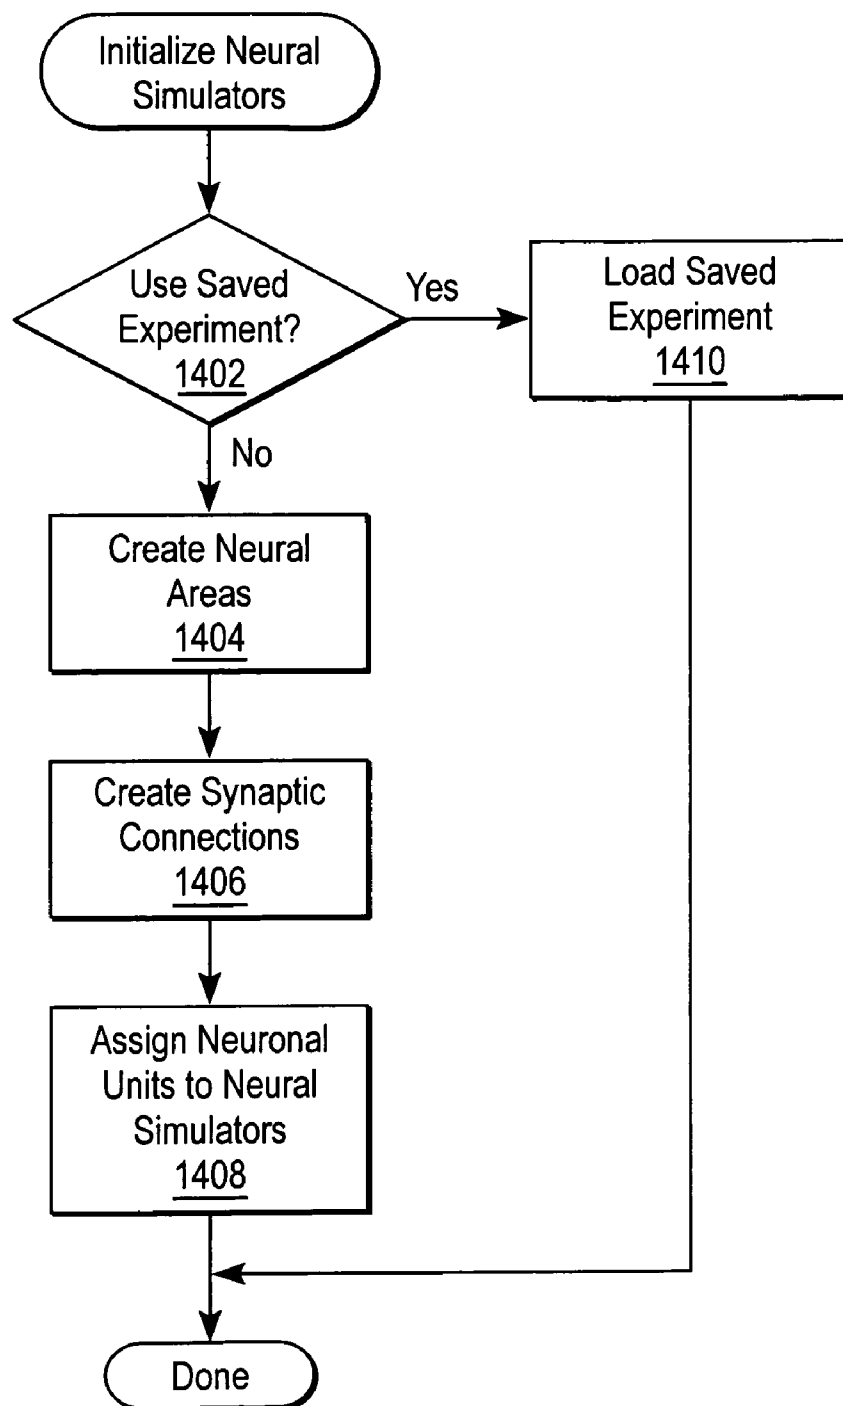 Initialize Neural
Simulators
Use Saved
Experiment?
1402
Yes
Load Saved
Experiment
1410
No
Create Neural
Areas
1404
Create Synaptic
Connections
1406
Assign Neuronal
Units to Neural
Simulators
1408
Done